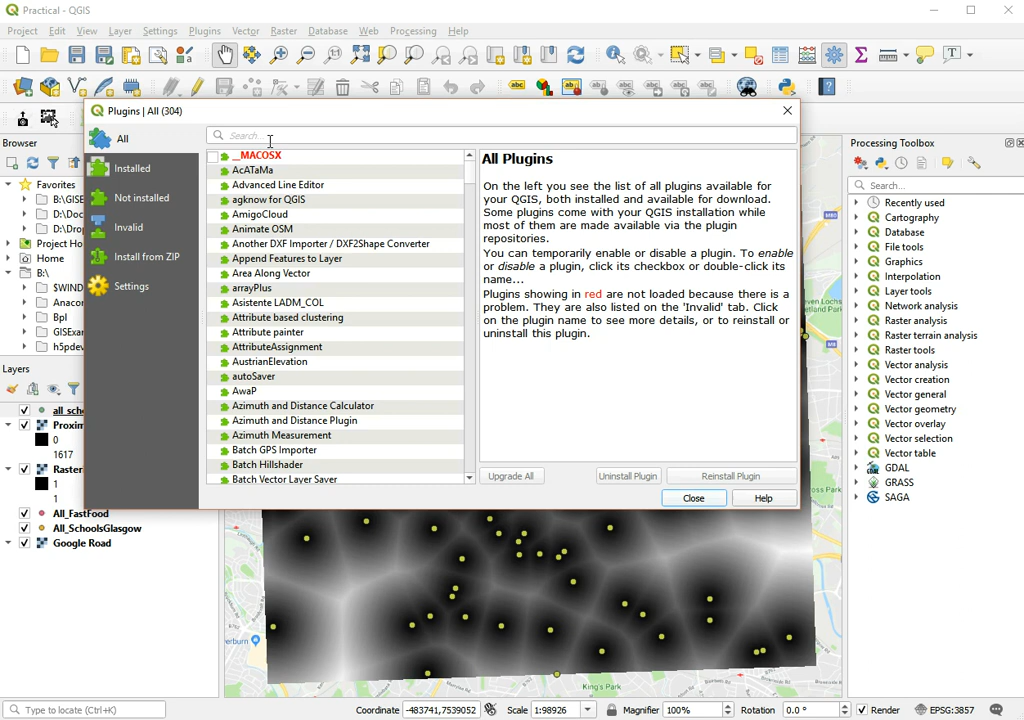 Practical - QGIS
Project Edit View Layer Settings Plugins Vector Raster Database Web Processing Help
Plugins | All (304)
All
Installed
Not installed
Invalid
Install from ZIP
Settings
Search...
__MACOSX
AcATaMa
Advanced Line Editor
agknow for QGIS
AmigoCloud
Animate OSM
Another DXF Importer / DXF2Shape Converter
Append Features to Layer
Area Along Vector
arrayPlus
Asistente LADM_COL
Attribute based clustering
Attribute painter
AttributeAssignment
AustrianElevation
autoSaver
AwaP
Azimuth and Distance Calculator
Azimuth and Distance Plugin
Azimuth Measurement
Batch GPS Importer
Batch Hillshader
Batch Vector Layer Saver
All Plugins
On the left you see the list of all plugins available for
your QGIS, both installed and available for download.
Some plugins come with your QGIS installation while
most of them are made available via the plugin
repositories.
You can temporarily enable or disable a plugin. To enable
or disable a plugin, click its checkbox or double-click its
name...
Plugins showing in red are not loaded because there is a
problem. They are also listed on the 'Invalid' tab. Click
on the plugin name to see more details, or to reinstall or
uninstall this plugin.
Upgrade All
Uninstall Plugin
Reinstall Plugin
Close
Help
Browser
Favorites
B:\GISE
D:\Doc
D:\Drop
Project Ho
Home
B:\
$WIND
Anacor
Bpl
GISExar
h5pdev
Layers
all_sch
Proxin
0
1617
Raster
1
1
All_FastFood
All_SchoolsGlasgow
Google Road
Processing Toolbox
Search...
Recently used
Cartography
Database
File tools
Graphics
Interpolation
Layer tools
Network analysis
Raster analysis
Raster terrain analysis
Raster tools
Vector analysis
Vector creation
Vector general
Vector geometry
Vector overlay
Vector selection
Vector table
GDAL
GRASS
SAGA
King's Park
Type to locate (Ctrl+K)
Coordinate -483741,7539052
Scale 1:98926
Magnifier 100%
Rotation 0.0 °
Render
EPSG:3857